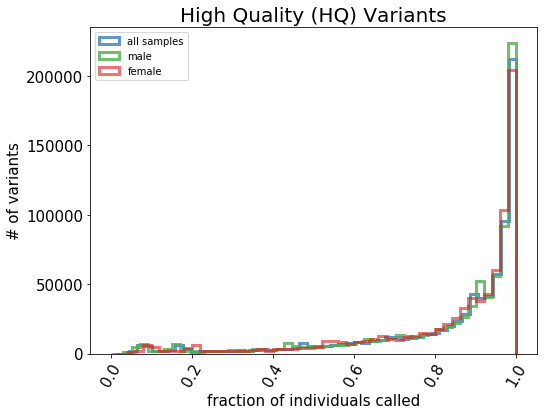 High Quality (HQ) Variants
all samples
male
female
# of variants
200000
150000
100000
50000
0
0.0
0.2
0.4
0.6
0.8
1.0
fraction of individuals called